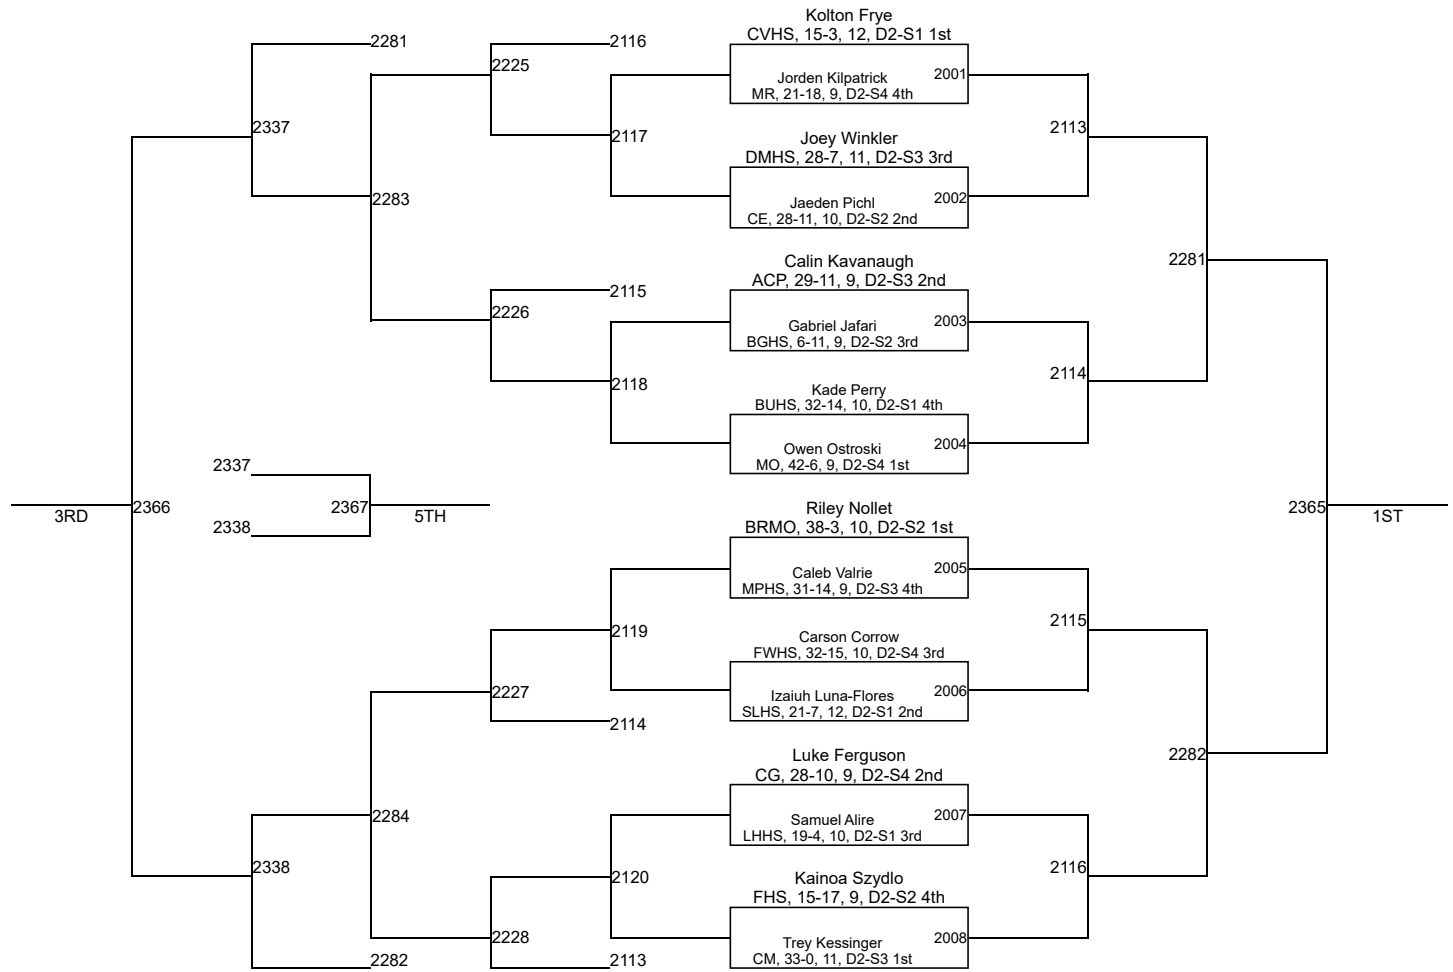 Kolton Frye
CVHS, 15-3, 12, D2-S1 1st
2281
2116
2225
2001
Jorden Kilpatrick
MR, 21-18, 9, D2-S4 4th
2337
2117
2113
Joey Winkler
DMHS, 28-7, 11, D2-S3 3rd
2283
2002
Jaeden Pichl
CE, 28-11, 10, D2-S2 2nd
2281
Calin Kavanaugh
ACP, 29-11, 9, D2-S3 2nd
2115
2226
2003
Gabriel Jafari
BGHS, 6-11, 9, D2-S2 3rd
2118
2114
Kade Perry
BUHS, 32-14, 10, D2-S1 4th
2004
Owen Ostroski
MO, 42-6, 9, D2-S4 1st
2337
2366
2367
2365
3RD
5TH
1ST
2338
Riley Nollet
BRMO, 38-3, 10, D2-S2 1st
2005
Caleb Valrie
MPHS, 31-14, 9, D2-S3 4th
2119
2115
Carson Corrow
FWHS, 32-15, 10, D2-S4 3rd
2227
2006
Izaiuh Luna-Flores
SLHS, 21-7, 12, D2-S1 2nd
2114
2282
Luke Ferguson
CG, 28-10, 9, D2-S4 2nd
2284
2007
Samuel Alire
LHHS, 19-4, 10, D2-S1 3rd
2338
2120
2116
Kainoa Szydlo
FHS, 15-17, 9, D2-S2 4th
2228
2008
Trey Kessinger
CM, 33-0, 11, D2-S3 1st
2282
2113